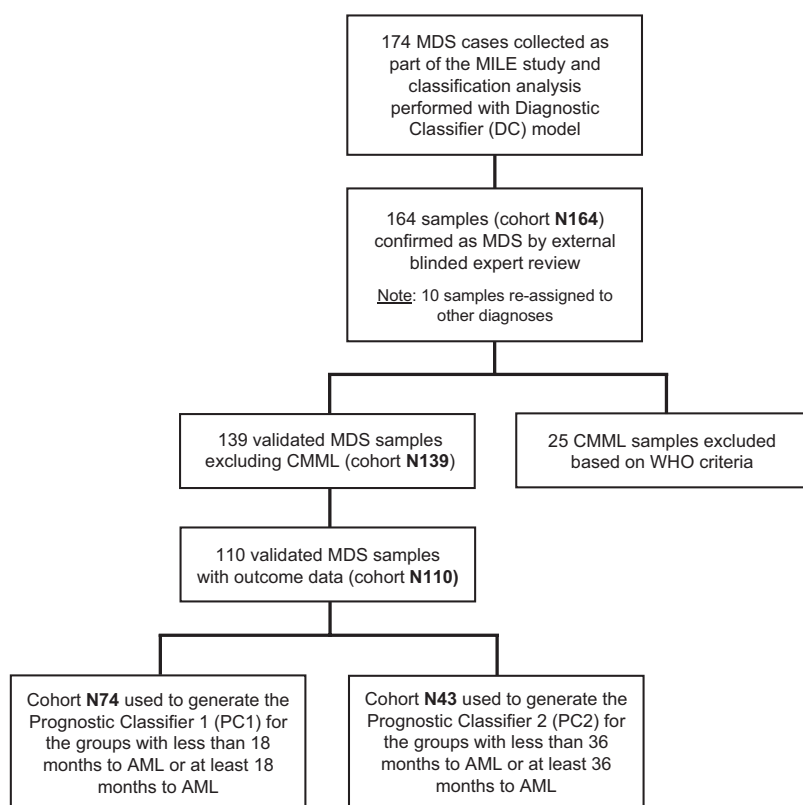 174 MDS cases collected as
part of the MILE study and
classification analysis
performed with Diagnostic
Classifier (DC) model
164 samples (cohort N164)
confirmed as MDS by external
blinded expert review
Note: 10 samples re-assigned to
other diagnoses
139 validated MDS samples
excluding CMML (cohort N139)
25 CMML samples excluded
based on WHO criteria
110 validated MDS samples
with outcome data (cohort N110)
Cohort N74 used to generate the
Prognostic Classifier 1 (PC1) for
the groups with less than 18
months to AML or at least 18
months to AML
Cohort N43 used to generate the
Prognostic Classifier 2 (PC2) for
the groups with less than 36
months to AML or at least 36
months to AML